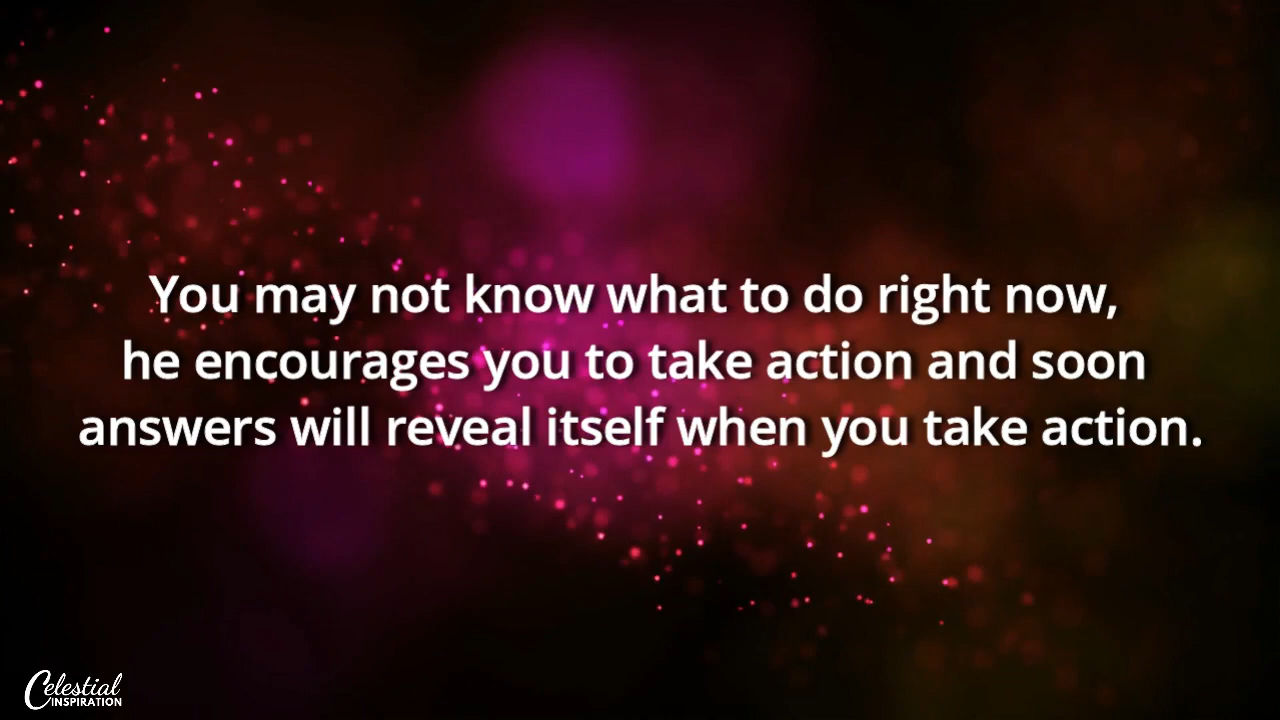 You may not know what to do right now,
he encourages you to take action and soon
answers will reveal itself when you take action.
Celestial
INSPIRATION